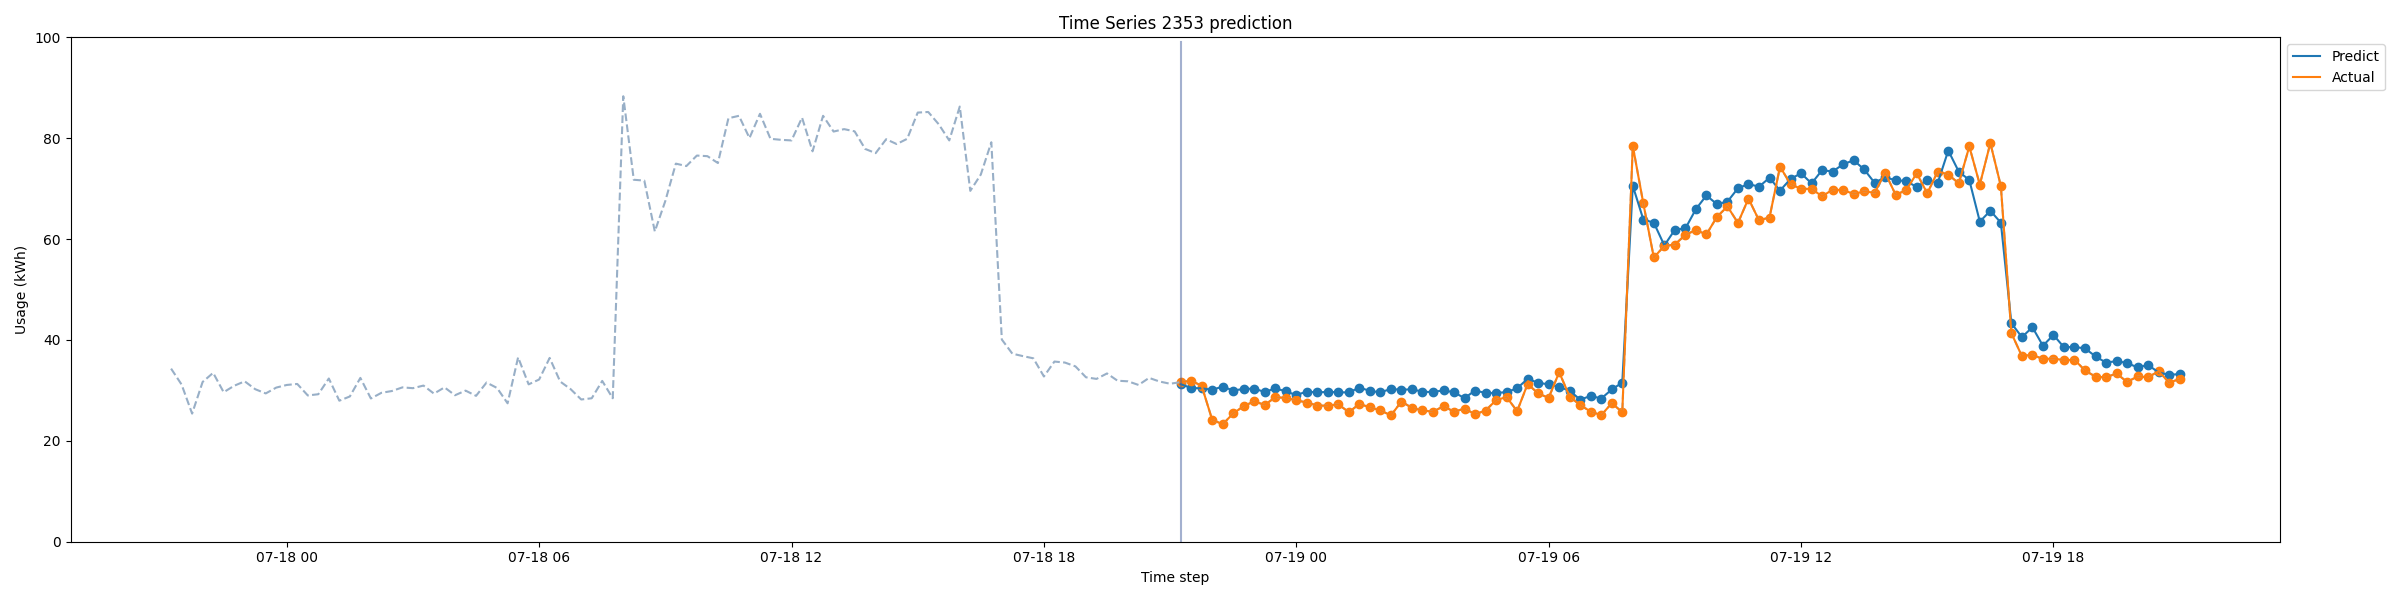 Time Series 2353 prediction
Predict
Actual
Usage (kWh)
100
80
60
40
20
0
07-18 00
07-18 06
07-18 12
07-18 18
07-19 00
07-19 06
07-19 12
07-19 18
Time step